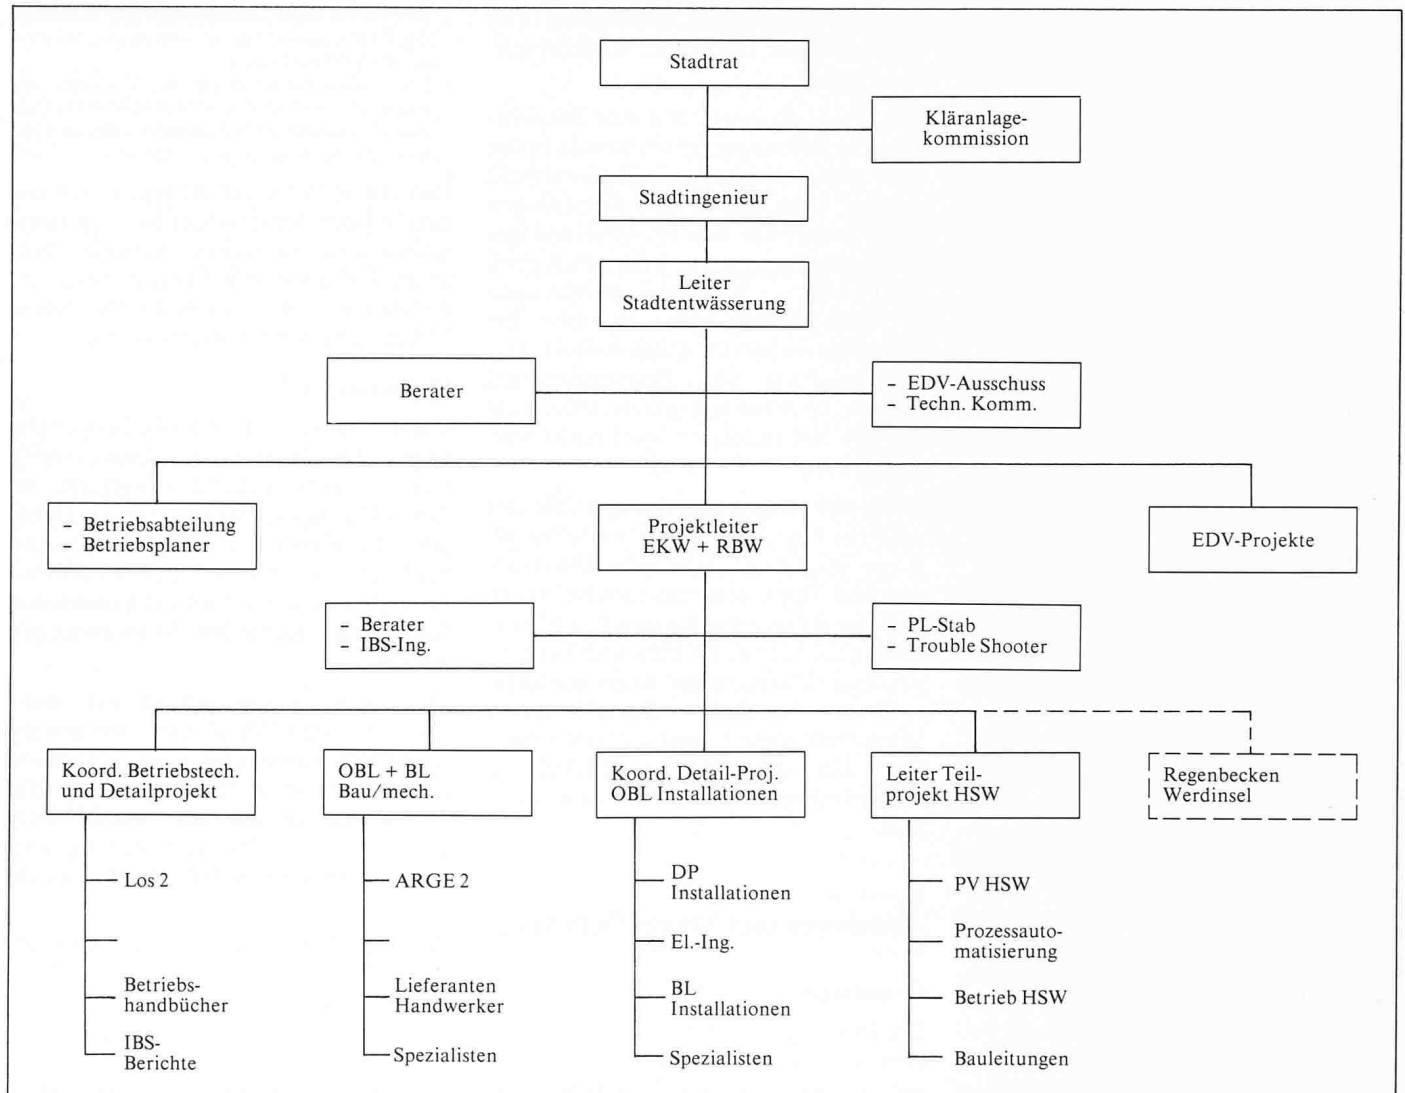 Stadtrat
Kläranlage-
kommission
Stadtingenieur
Leiter
Stadtentwässerung
Berater
– EDV-Ausschuss
– Techn. Komm.
– Betriebsabteilung
– Betriebsplaner
Projektleiter
EKW + RBW
EDV-Projekte
– Berater
– IBS-Ing.
– PL-Stab
– Trouble Shooter
Koord. Betriebstech.
und Detailprojekt
OBL + BL
Bau/mech.
Koord. Detail-Proj.
OBL Installationen
Leiter Teil-
projekt HSW
Regenbecken
Werdinsel
Los 2
Betriebs-
handbücher
IBS-
Berichte
ARGE 2
Lieferanten
Handwerker
Spezialisten
DP
Installationen
El.-Ing.
BL
Installationen
Spezialisten
PV HSW
Prozessauto-
matisierung
Betrieb HSW
Bauleitungen